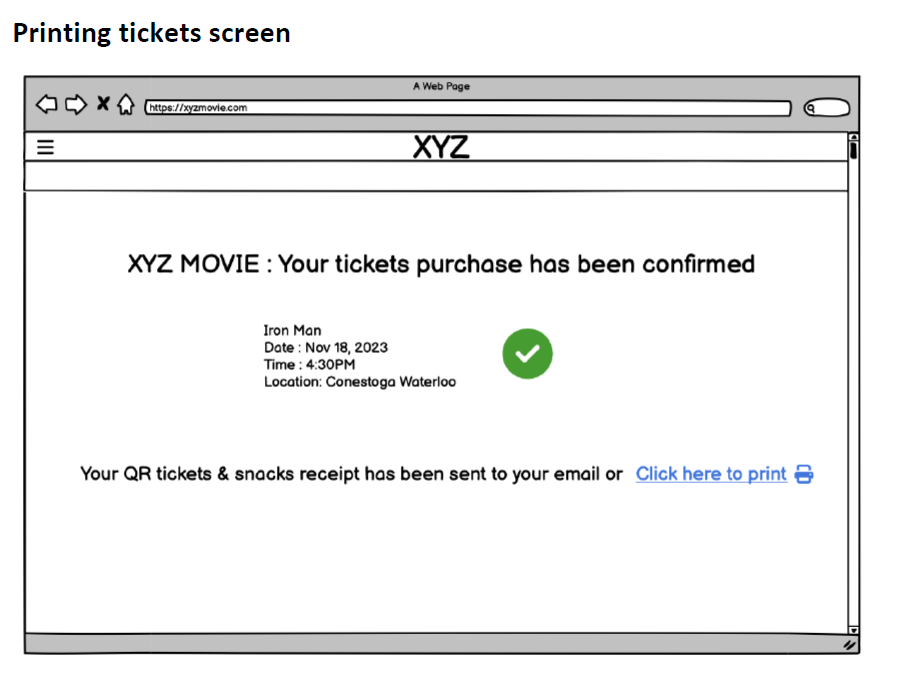 Printing tickets screen
A Web Page
https://xyzmovie.com
XYZ
XYZ MOVIE : Your tickets purchase has been confirmed
Iron Man
Date : Nov 18, 2023
Time : 4:30PM
Location: Conestoga Waterloo
Your QR tickets & snacks receipt has been sent to your email or Click here to print